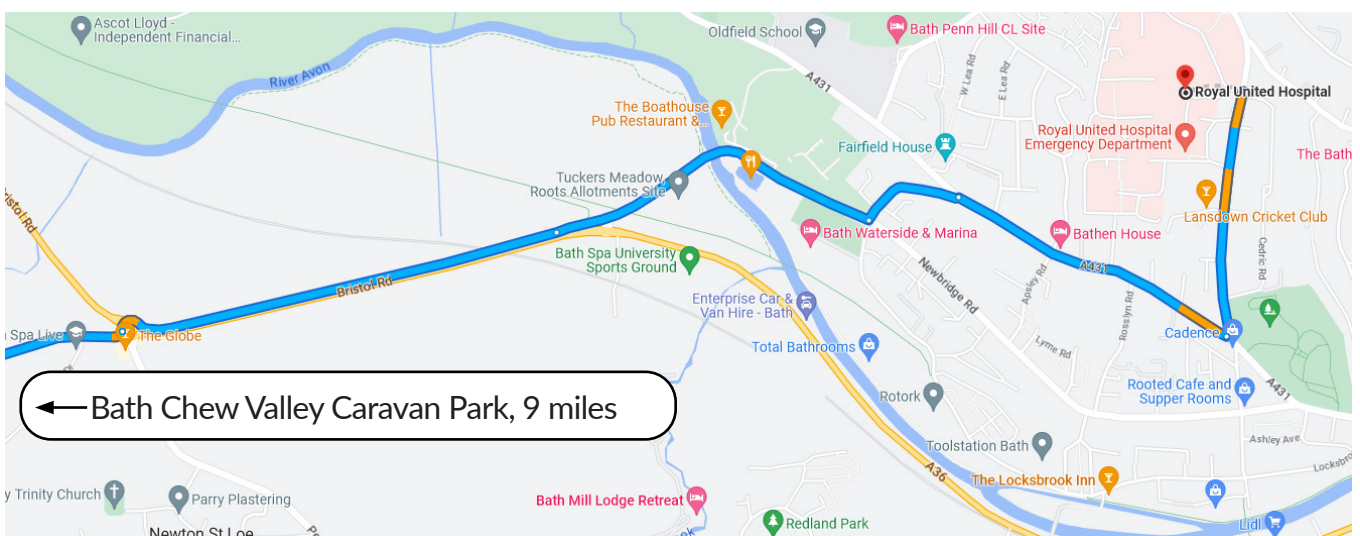 Ascot Lloyd -
Independent Financial...
Oldfield School
Bath Penn Hill CL Site
River Avon
A431
W Lea Rd
E Lea Rd
Royal United Hospital
The Boathouse
Pub Restaurant &...
Fairfield House
Royal United Hospital
Emergency Department
The Bath
Tuckers Meadow,
Roots Allotments Site
Bristol Rd
Lansdown Cricket Club
Bath Waterside & Marina
Bathen House
Cedric Rd
Bath Spa University
Sports Ground
A431
Newbridge Rd
Apsley Rd
Rosslyn Rd
Bristol Rd
Enterprise Car &
Van Hire - Bath
Spa Live
The Globe
Total Bathrooms
Lyme Rd
Cadence
Bath Chew Valley Caravan Park, 9 miles
Rotork
Rooted Cafe and
Supper Rooms
A431
Toolstation Bath
Ashley Ave
A36
The Locksbrook Inn
Locksbro
y Trinity Church
Parry Plastering
Bath Mill Lodge Retreat
Redland Park
Lidl
Newton St Loe